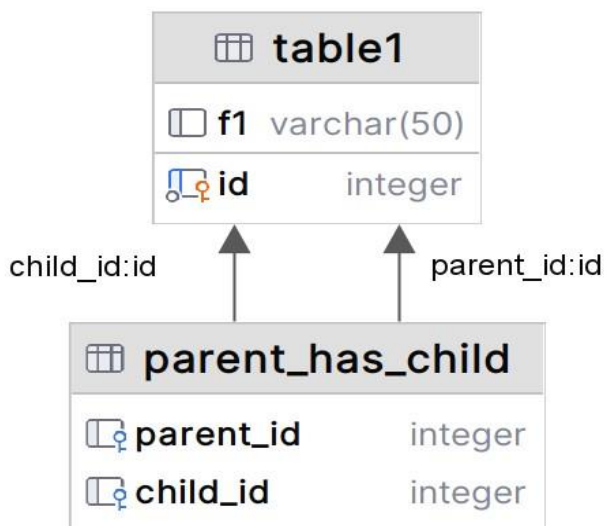 table1
f1 varchar(50)
id integer
child_id:id
parent_id:id
parent_has_child
parent_id integer
child_id integer